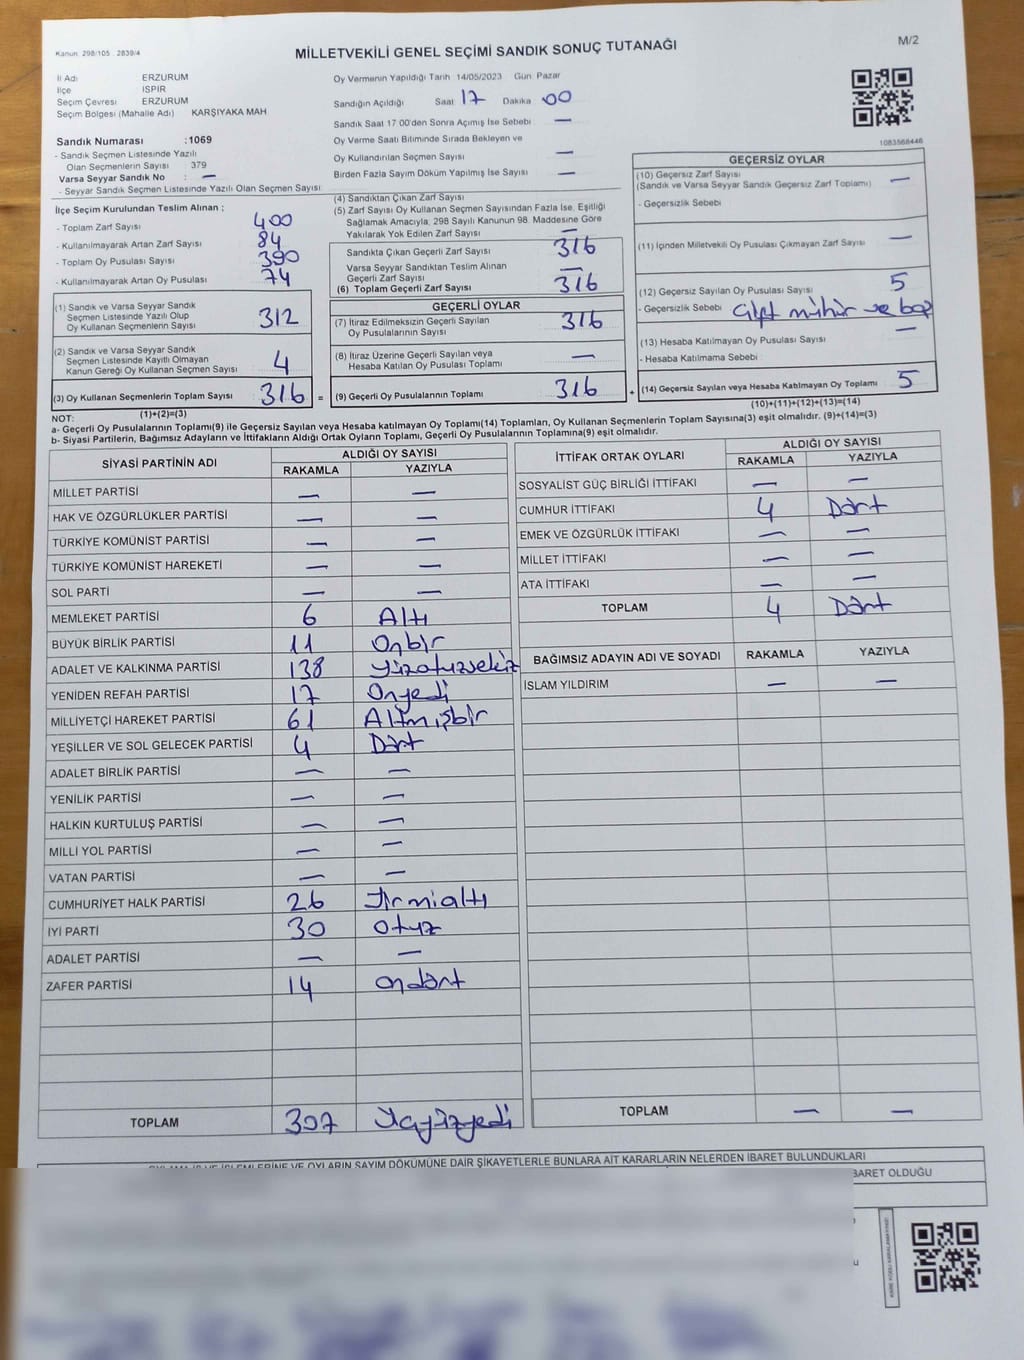 Kanun 298/105 2839/4
MİLLETVEKİLİ GENEL SEÇİMİ SANDIK SONUÇ TUTANAĞI
M/2
İl Adı ERZURUM
İlçe İSPİR
Seçim Çevresi ERZURUM
Seçim Bölgesi (Mahalle Adı) KARŞIYAKA MAH
Sandık Numarası :1069
- Sandık Seçmen Listesinde Yazılı
Olan Seçmenlerin Sayısı 379
Varsa Seyyar Sandık No —
- Seyyar Sandık Seçmen Listesinde Yazılı Olan Seçmen Sayısı
Oy Vermenin Yapıldığı Tarih 14/05/2023 Gün Pazar
Sandığın Açıldığı Saat 17 Dakika 00
Sandık Saat 17 00'den Sonra Açımış İse Sebebi —
Oy Verme Saati Bitiminde Sırada Bekleyen ve
Oy Kullandırılan Seçmen Sayısı —
Birden Fazla Sayım Döküm Yapılmış İse Sayısı —
1083568446
İlçe Seçim Kurulundan Teslim Alınan ;
- Toplam Zarf Sayısı 400
- Kullanılmayarak Artan Zarf Sayısı 84
- Toplam Oy Pusulası Sayısı 390
- Kullanılmayarak Artan Oy Pusulası 74
(1) Sandık ve Varsa Seyyar Sandık
Seçmen Listesinde Yazılı Olup
Oy Kullanan Seçmenlerin Sayısı 312
(2) Sandık ve Varsa Seyyar Sandık
Seçmen Listesinde Kayıtlı Olmayan
Kanun Gereği Oy Kullanan Seçmen Sayısı 4
(3) Oy Kullanan Seçmenlerin Toplam Sayısı 316 =
(1)+(2)=(3)
(4) Sandıktan Çıkan Zarf Sayısı
(5) Zarf Sayısı Oy Kullanan Seçmen Sayısından Fazla İse, Eşitliği
Sağlamak Amacıyla, 298 Sayılı Kanunun 98. Maddesine Göre
Yakılarak Yok Edilen Zarf Sayısı —
Sandıkta Çıkan Geçerli Zarf Sayısı 316
Varsa Seyyar Sandıktan Teslim Alınan
Geçerli Zarf Sayısı —
(6) Toplam Geçerli Zarf Sayısı 316
GEÇERLİ OYLAR
(7) İtiraz Edilmeksizin Geçerli Sayılan
Oy Pusulalarının Sayısı 316
(8) İtiraz Üzerine Geçerli Sayılan veya
Hesaba Katılan Oy Pusulası Toplamı —
(9) Geçerli Oy Pusulalarının Toplamı 316 +
GEÇERSİZ OYLAR
(10) Geçersiz Zarf Sayısı
(Sandık ve Varsa Seyyar Sandık Geçersiz Zarf Toplamı) —
- Geçersizlik Sebebi
(11) İçinden Milletvekili Oy Pusulası Çıkmayan Zarf Sayısı —
(12) Geçersiz Sayılan Oy Pusulası Sayısı 5
- Geçersizlik Sebebi Çift mühür ve boş
(13) Hesaba Katılmayan Oy Pusulası Sayısı —
- Hesaba Katılmama Sebebi
(14) Geçersiz Sayılan veya Hesaba Katılmayan Oy Toplamı 5
(10)+(11)+(12)+(13)=(14)
NOT:
a- Geçerli Oy Pusulalarının Toplamı(9) ile Geçersiz Sayılan veya Hesaba Katılmayan Oy Toplamı(14) Toplamları, Oy Kullanan Seçmenlerin Toplam Sayısına(3) eşit olmalıdır. (9)+(14)=(3)
b- Siyasi Partilerin, Bağımsız Adayların ve İttifakların Aldığı Ortak Oyların Toplamı, Geçerli Oy Pusulalarının Toplamına(9) eşit olmalıdır.
SİYASİ PARTİNİN ADI ALDIĞI OY SAYISI
RAKAMLA YAZIYLA
MİLLET PARTİSİ — —
HAK VE ÖZGÜRLÜKLER PARTİSİ — —
TÜRKİYE KOMÜNİST PARTİSİ — —
TÜRKİYE KOMÜNİST HAREKETİ — —
SOL PARTİ — —
MEMLEKET PARTİSİ 6 Altı
BÜYÜK BİRLİK PARTİSİ 11 Onbir
ADALET VE KALKINMA PARTİSİ 138 Yüzotuzsekiz
YENİDEN REFAH PARTİSİ 17 Onyedi
MİLLİYETÇİ HAREKET PARTİSİ 61 Altmışbir
YEŞİLLER VE SOL GELECEK PARTİSİ 4 Dört
ADALET BİRLİK PARTİSİ — —
YENİLİK PARTİSİ — —
HALKIN KURTULUŞ PARTİSİ — —
MİLLİ YOL PARTİSİ — —
VATAN PARTİSİ — —
CUMHURİYET HALK PARTİSİ 26 Yirmialtı
İYİ PARTİ 30 Otuz
ADALET PARTİSİ — —
ZAFER PARTİSİ 14 Ondört
TOPLAM 307 Üçyüzyedi
İTTİFAK ORTAK OYLARI ALDIĞI OY SAYISI
RAKAMLA YAZIYLA
SOSYALİST GÜÇ BİRLİĞİ İTTİFAKI — —
CUMHUR İTTİFAKI 4 Dört
EMEK VE ÖZGÜRLÜK İTTİFAKI — —
MİLLET İTTİFAKI — —
ATA İTTİFAKI — —
TOPLAM 4 Dört
BAĞIMSIZ ADAYIN ADI VE SOYADI RAKAMLA YAZIYLA
İSLAM YILDIRIM — —
TOPLAM — —
OYLARIN SAYIM DÖKÜMÜNE DAİR ŞİKAYETLERLE BUNLARA AİT KARARLARIN NELERDEN İBARET BULUNDUKLARI
İBARET OLDUĞU